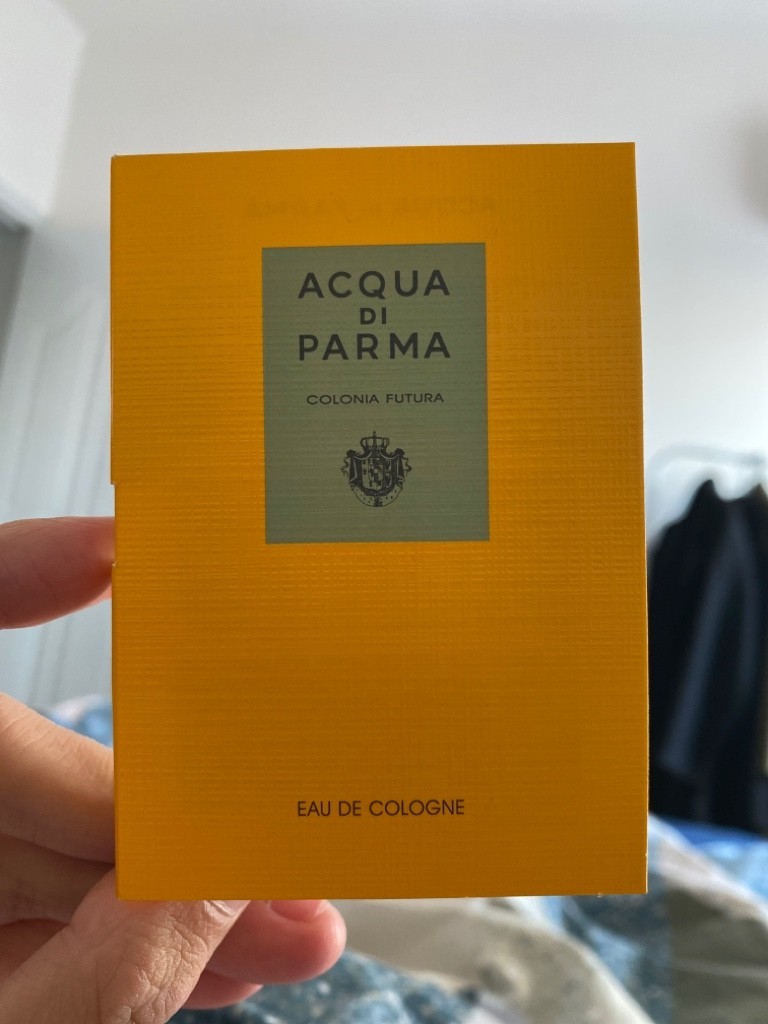 ACQUA
DI
PARMA
COLONIA FUTURA
EAU DE COLOGNE